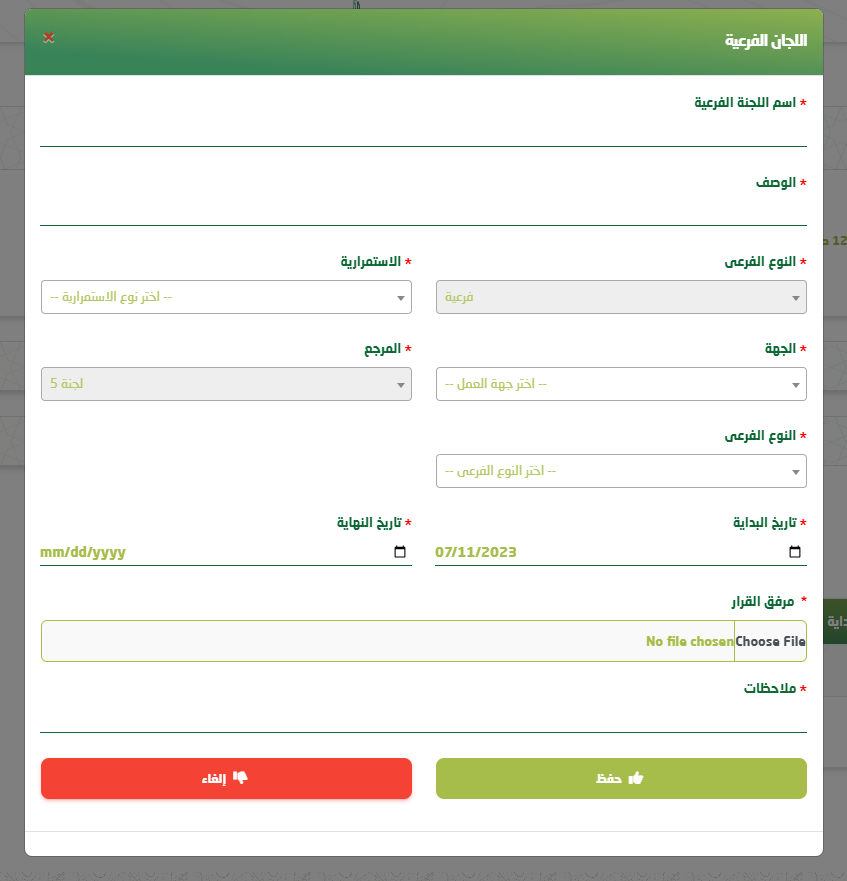 اللجان الفرعية
* اسم اللجنة الفرعية
* الوصف
* النوع الفرعى
* الاستمرارية
فرعية
-- اختر نوع الاستمرارية --
* الجهة
* المرجع
-- اختر جهة العمل --
لجنة 5
* النوع الفرعى
-- اختر النوع الفرعى --
* تاريخ البداية
* تاريخ النهاية
07/11/2023
mm/dd/yyyy
* مرفق القرار
Choose File No file chosen
* ملاحظات
حفظ
إلغاء
12